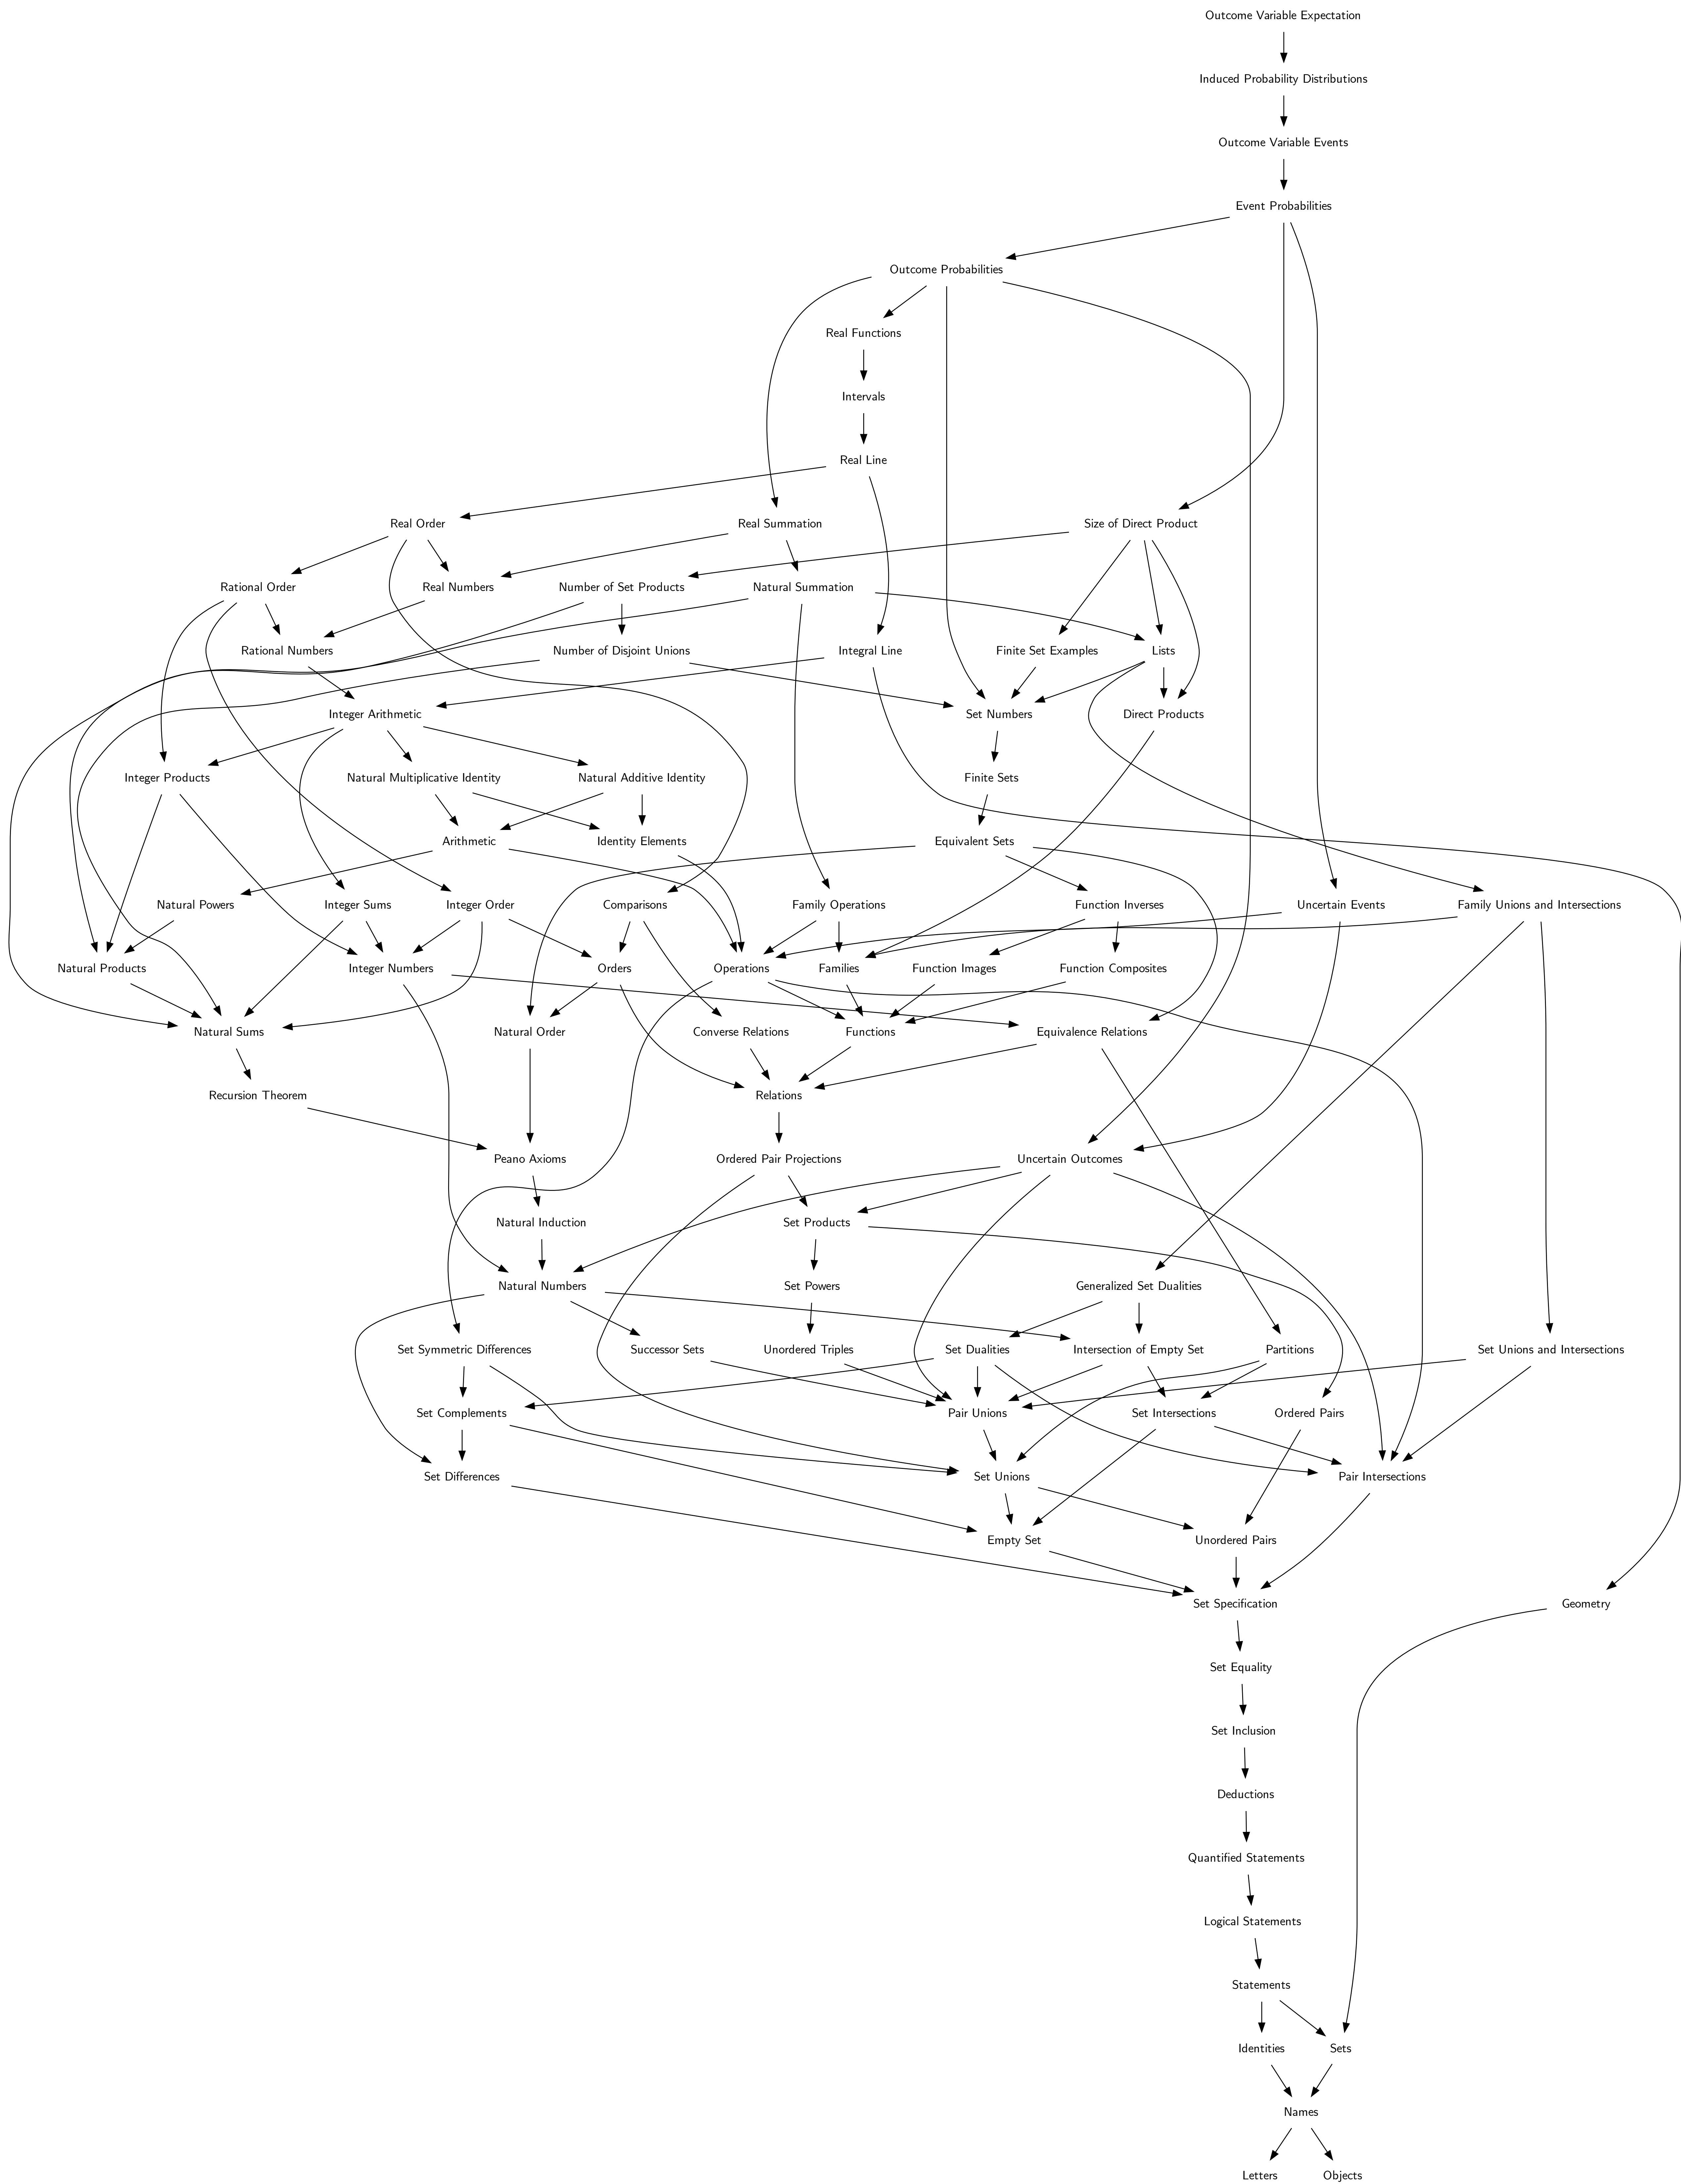 Outcome Variable Expectation
Induced Probability Distributions
Outcome Variable Events
Event Probabilities
Outcome Probabilities
Real Functions
Intervals
Real Line
Real Order
Real Summation
Size of Direct Product
Rational Order
Real Numbers
Number of Set Products
Natural Summation
Rational Numbers
Number of Disjoint Unions
Integral Line
Finite Set Examples
Lists
Integer Arithmetic
Set Numbers
Direct Products
Integer Products
Natural Multiplicative Identity
Natural Additive Identity
Finite Sets
Arithmetic
Identity Elements
Equivalent Sets
Natural Powers
Integer Sums
Integer Order
Comparisons
Family Operations
Function Inverses
Uncertain Events
Family Unions and Intersections
Natural Products
Integer Numbers
Orders
Operations
Families
Function Images
Function Composites
Natural Sums
Natural Order
Converse Relations
Functions
Equivalence Relations
Recursion Theorem
Relations
Peano Axioms
Ordered Pair Projections
Uncertain Outcomes
Natural Induction
Set Products
Natural Numbers
Set Powers
Generalized Set Dualities
Set Symmetric Differences
Successor Sets
Unordered Triples
Set Dualities
Intersection of Empty Set
Partitions
Set Unions and Intersections
Set Complements
Pair Unions
Set Intersections
Ordered Pairs
Set Differences
Set Unions
Pair Intersections
Empty Set
Unordered Pairs
Set Specification
Geometry
Set Equality
Set Inclusion
Deductions
Quantified Statements
Logical Statements
Statements
Identities
Sets
Names
Letters
Objects